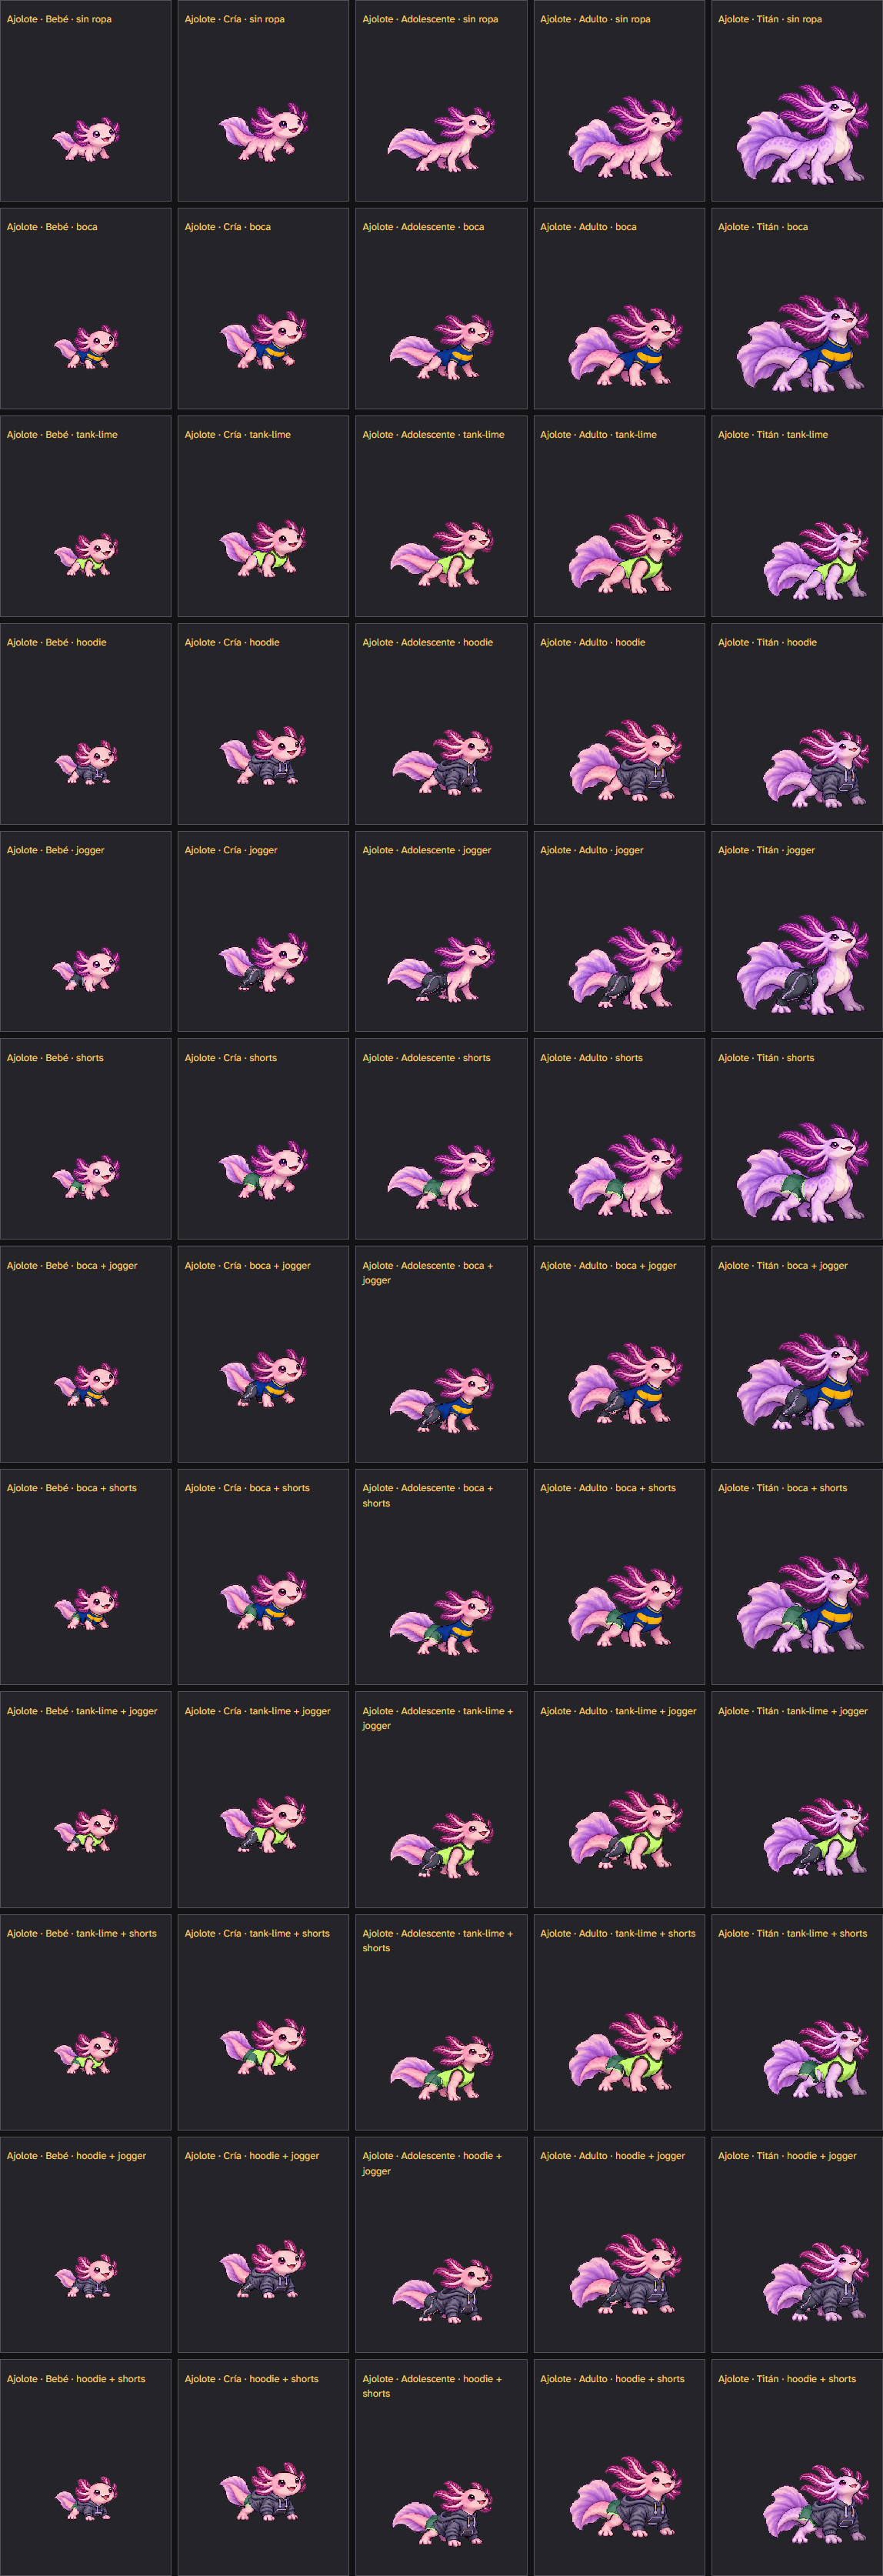 Ajolote · Bebé · sin ropa
Ajolote · Cría · sin ropa
Ajolote · Adolescente · sin ropa
Ajolote · Adulto · sin ropa
Ajolote · Titán · sin ropa
Ajolote · Bebé · boca
Ajolote · Cría · boca
Ajolote · Adolescente · boca
Ajolote · Adulto · boca
Ajolote · Titán · boca
Ajolote · Bebé · tank-lime
Ajolote · Cría · tank-lime
Ajolote · Adolescente · tank-lime
Ajolote · Adulto · tank-lime
Ajolote · Titán · tank-lime
Ajolote · Bebé · hoodie
Ajolote · Cría · hoodie
Ajolote · Adolescente · hoodie
Ajolote · Adulto · hoodie
Ajolote · Titán · hoodie
Ajolote · Bebé · jogger
Ajolote · Cría · jogger
Ajolote · Adolescente · jogger
Ajolote · Adulto · jogger
Ajolote · Titán · jogger
Ajolote · Bebé · shorts
Ajolote · Cría · shorts
Ajolote · Adolescente · shorts
Ajolote · Adulto · shorts
Ajolote · Titán · shorts
Ajolote · Bebé · boca + jogger
Ajolote · Cría · boca + jogger
Ajolote · Adolescente · boca +
jogger
Ajolote · Adulto · boca + jogger
Ajolote · Titán · boca + jogger
Ajolote · Bebé · boca + shorts
Ajolote · Cría · boca + shorts
Ajolote · Adolescente · boca +
shorts
Ajolote · Adulto · boca + shorts
Ajolote · Titán · boca + shorts
Ajolote · Bebé · tank-lime + jogger
Ajolote · Cría · tank-lime + jogger
Ajolote · Adolescente · tank-lime +
jogger
Ajolote · Adulto · tank-lime + jogger
Ajolote · Titán · tank-lime + jogger
Ajolote · Bebé · tank-lime + shorts
Ajolote · Cría · tank-lime + shorts
Ajolote · Adolescente · tank-lime +
shorts
Ajolote · Adulto · tank-lime + shorts
Ajolote · Titán · tank-lime + shorts
Ajolote · Bebé · hoodie + jogger
Ajolote · Cría · hoodie + jogger
Ajolote · Adolescente · hoodie +
jogger
Ajolote · Adulto · hoodie + jogger
Ajolote · Titán · hoodie + jogger
Ajolote · Bebé · hoodie + shorts
Ajolote · Cría · hoodie + shorts
Ajolote · Adolescente · hoodie +
shorts
Ajolote · Adulto · hoodie + shorts
Ajolote · Titán · hoodie + shorts